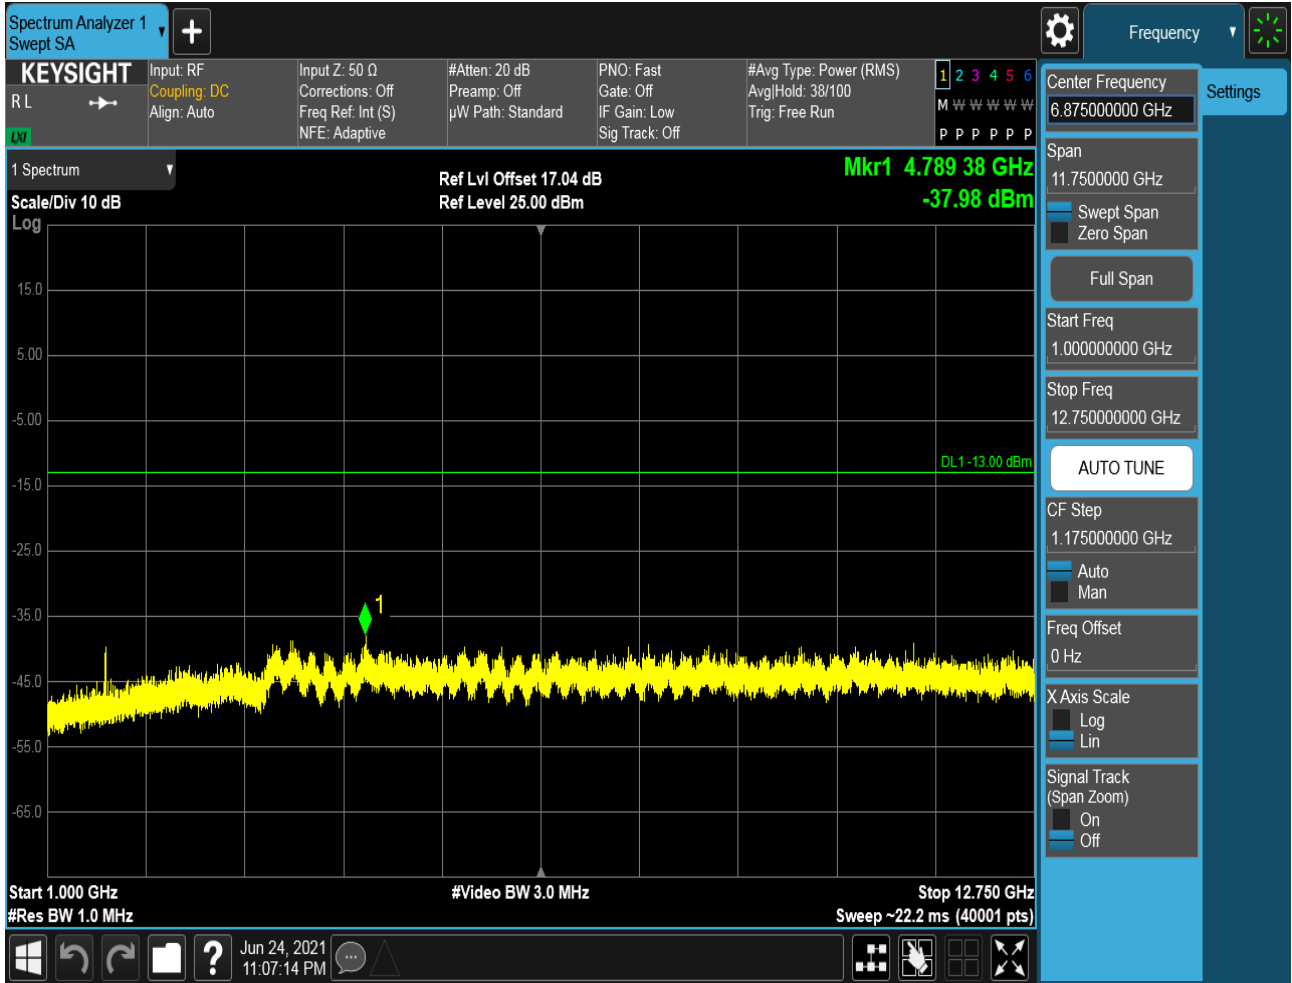 Spectrum Analyzer 1
Swept SA
+
Frequency
KEYSIGHT
R L
LXI
Input: RF
Coupling: DC
Align: Auto
Input Z: 50 Ω
Corrections: Off
Freq Ref: Int (S)
NFE: Adaptive
#Atten: 20 dB
Preamp: Off
µW Path: Standard
PNO: Fast
Gate: Off
IF Gain: Low
Sig Track: Off
#Avg Type: Power (RMS)
Avg|Hold: 38/100
Trig: Free Run
1 2 3 4 5 6
M W W W W W
P P P P P P
1 Spectrum
Scale/Div 10 dB
Log
Ref Lvl Offset 17.04 dB
Ref Level 25.00 dBm
Mkr1 4.789 38 GHz
-37.98 dBm
15.0
5.00
-5.00
-15.0
-25.0
-35.0
-45.0
-55.0
-65.0
DL1 -13.00 dBm
1
Start 1.000 GHz
#Res BW 1.0 MHz
#Video BW 3.0 MHz
Stop 12.750 GHz
Sweep ~22.2 ms (40001 pts)
?
Jun 24, 2021
11:07:14 PM
Settings
Center Frequency
6.875000000 GHz
Span
11.7500000 GHz
Swept Span
Zero Span
Full Span
Start Freq
1.000000000 GHz
Stop Freq
12.750000000 GHz
AUTO TUNE
CF Step
1.175000000 GHz
Auto
Man
Freq Offset
0 Hz
X Axis Scale
Log
Lin
Signal Track
(Span Zoom)
On
Off